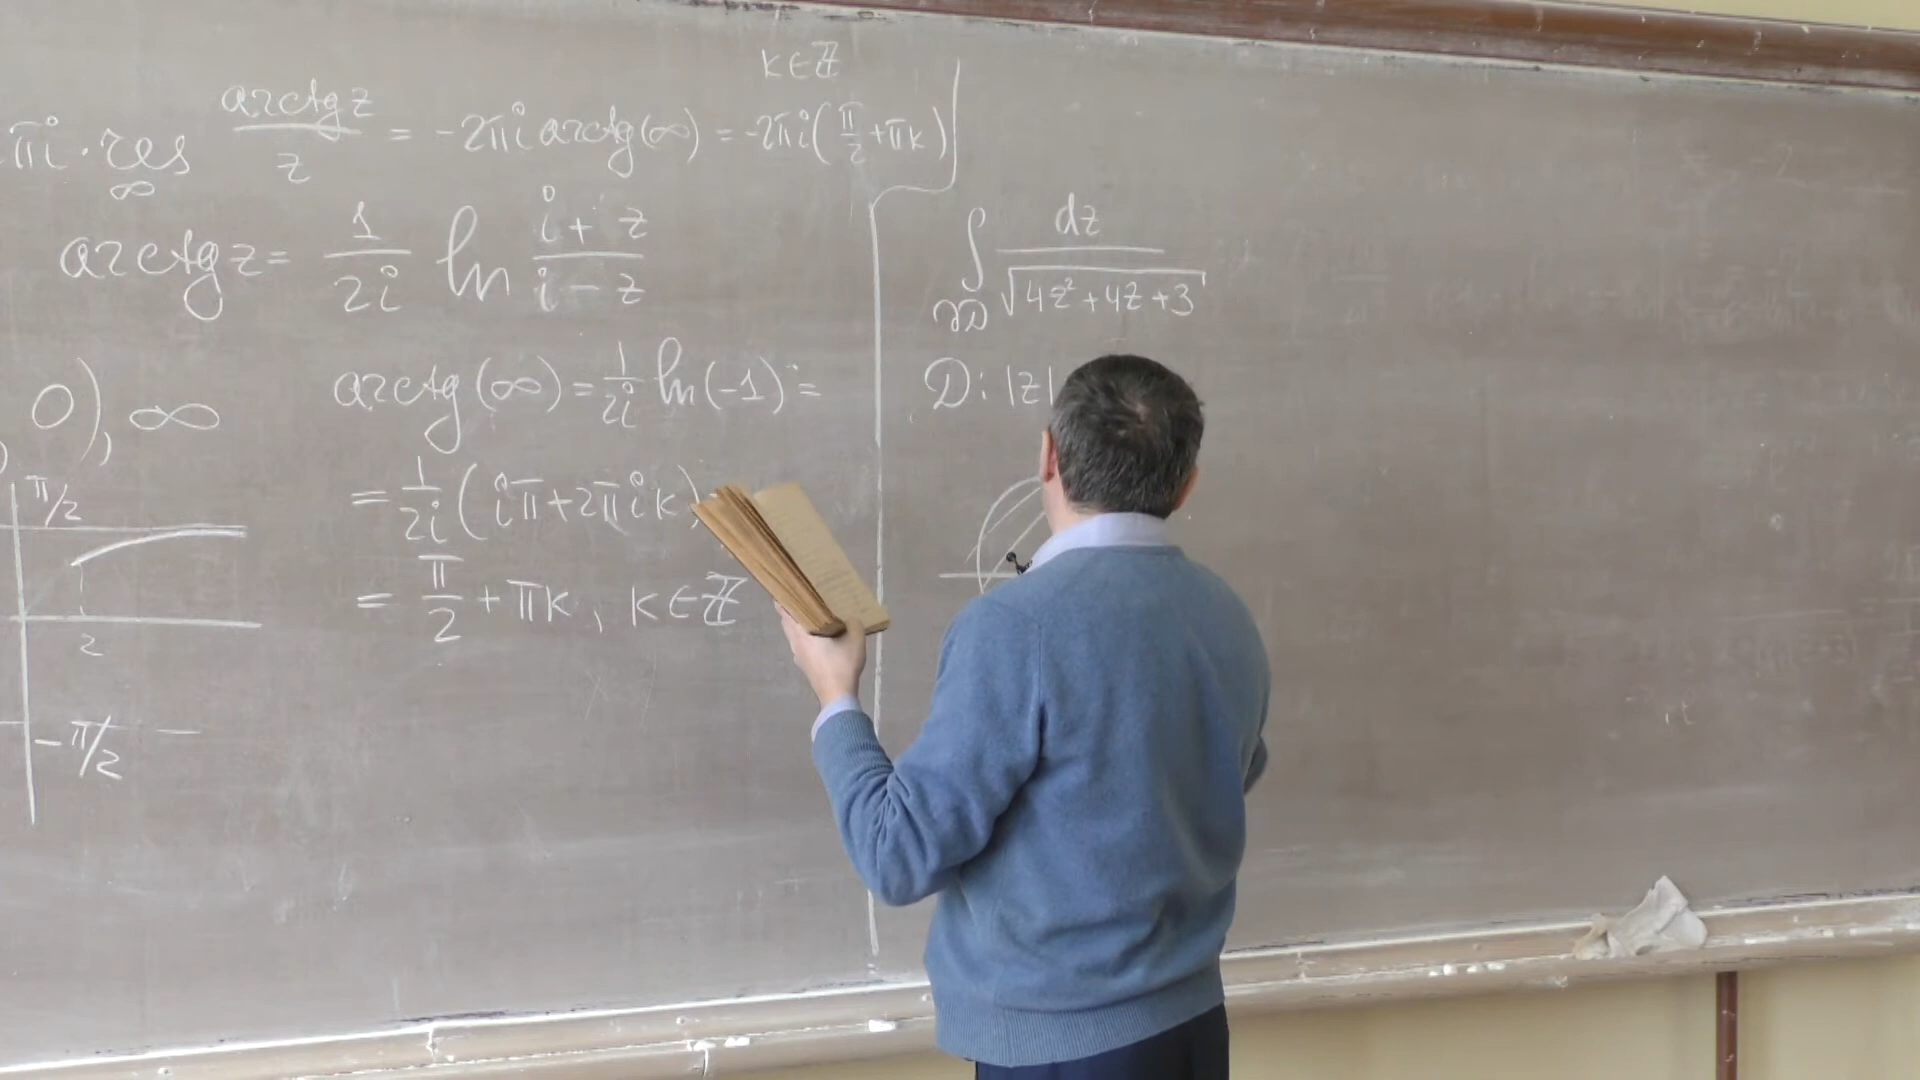 k∈ℤ
πi·res_∞ arctg z / z = -2πi arctg(∞) = -2πi(π/2 + πk)
arctg z = 1/2i ln i+z / i-z
arctg(∞) = 1/2i ln(-1) =
= 1/2i (iπ+2πik)
= π/2 + πk, k∈ℤ
0), ∞
π/2
2
-π/2
∫_∂D dz / √4z²+4z+3
D: |z|